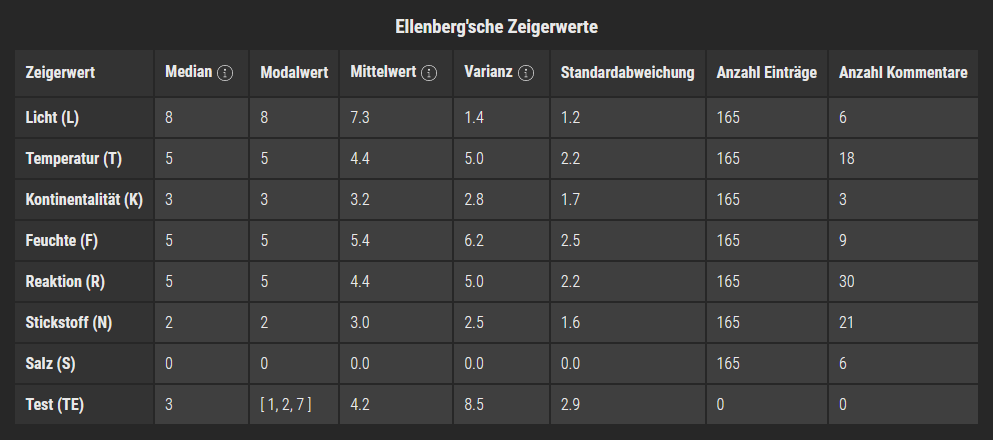 Ellenberg'sche Zeigerwerte
Zeigerwert Median Modalwert Mittelwert Varianz Standardabweichung Anzahl Einträge Anzahl Kommentare
Licht (L) 8 8 7.3 1.4 1.2 165 6
Temperatur (T) 5 5 4.4 5.0 2.2 165 18
Kontinentalität (K) 3 3 3.2 2.8 1.7 165 3
Feuchte (F) 5 5 5.4 6.2 2.5 165 9
Reaktion (R) 5 5 4.4 5.0 2.2 165 30
Stickstoff (N) 2 2 3.0 2.5 1.6 165 21
Salz (S) 0 0 0.0 0.0 0.0 165 6
Test (TE) 3 [ 1, 2, 7 ] 4.2 8.5 2.9 0 0